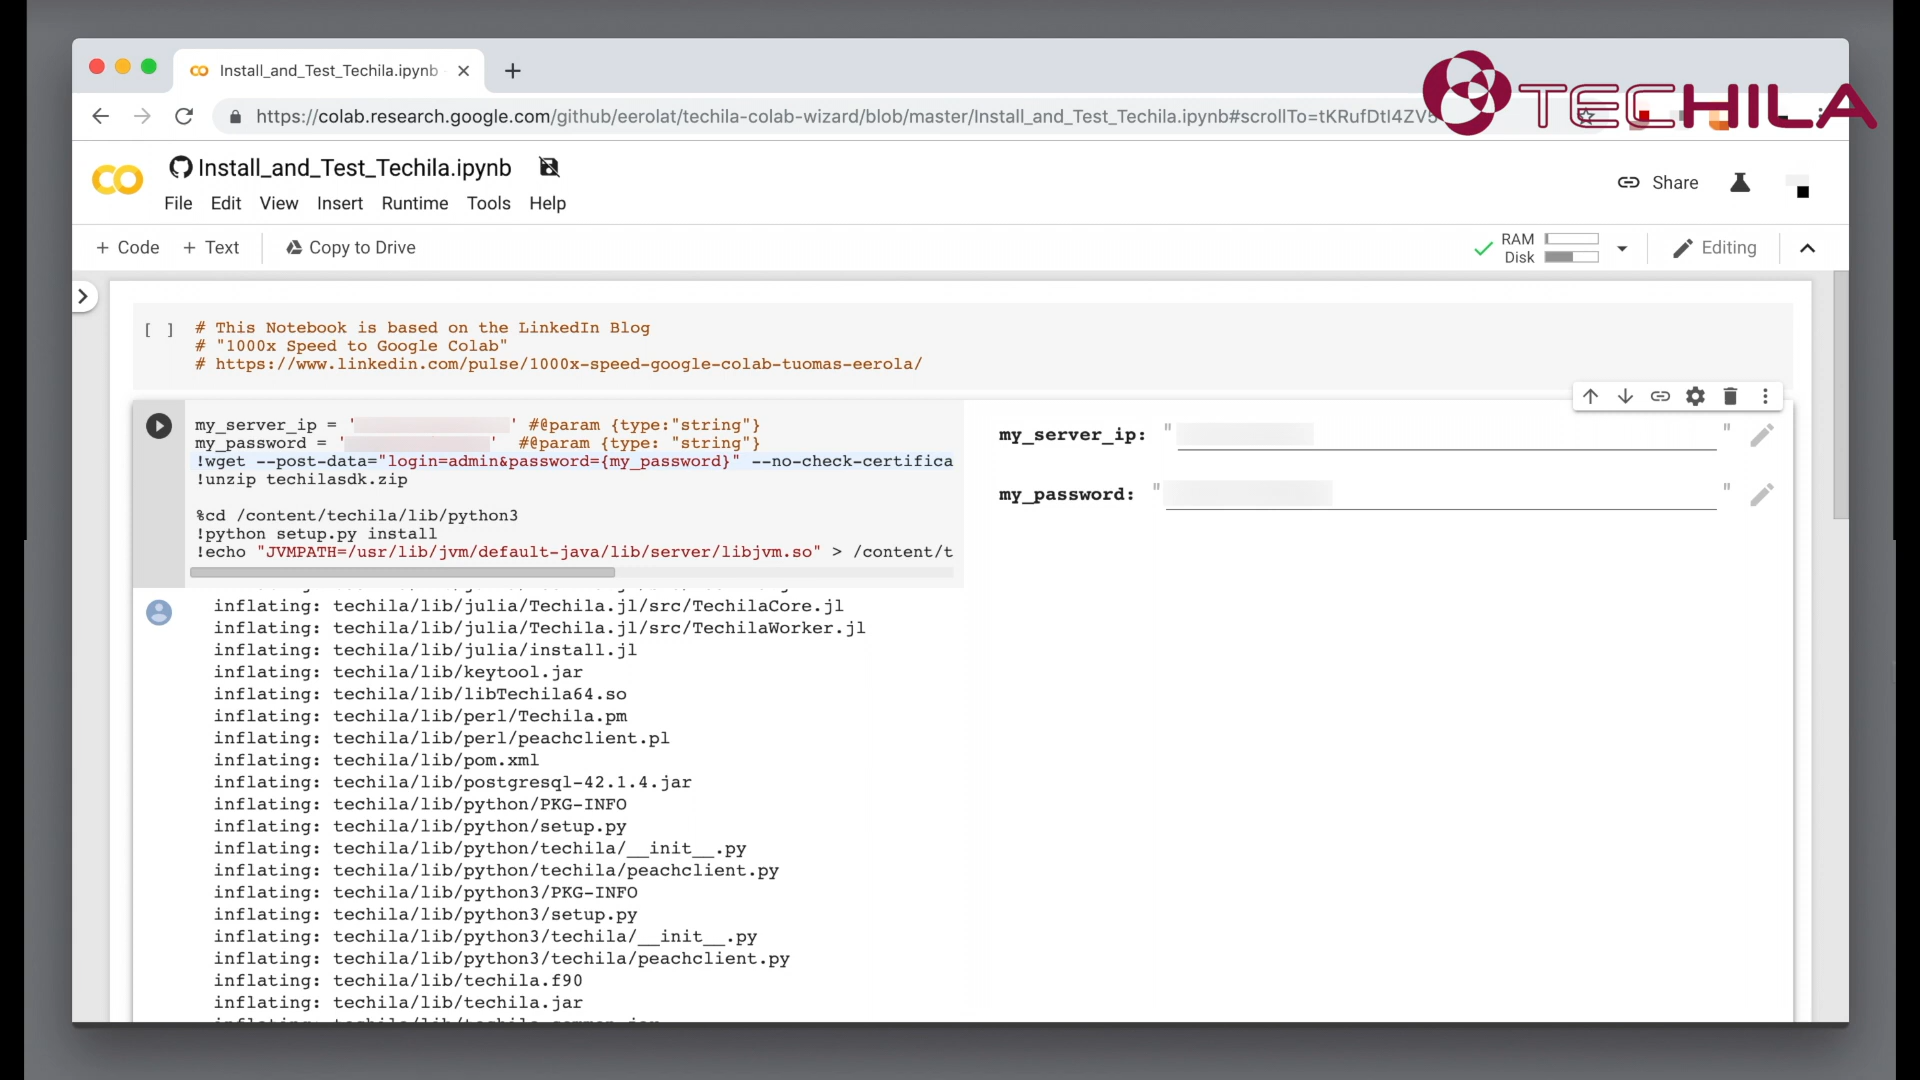 TECHILA
Install_and_Test_Techila.ipynb
https://colab.research.google.com/github/eerolat/techila-colab-wizard/blob/master/Install_and_Test_Techila.ipynb#scrollTo=tKRufDtI4ZV5
Install_and_Test_Techila.ipynb
File Edit View Insert Runtime Tools Help
Share
+ Code + Text Copy to Drive
RAM
Disk
Editing
[ ] # This Notebook is based on the LinkedIn Blog
# "1000x Speed to Google Colab"
# https://www.linkedin.com/pulse/1000x-speed-google-colab-tuomas-eerola/
my_server_ip = ' ' #@param {type:"string"}
my_password = ' ' #@param {type: "string"}
!wget --post-data="login=admin&password={my_password}" --no-check-certifica
!unzip techilasdk.zip
%cd /content/techila/lib/python3
!python setup.py install
!echo "JVMPATH=/usr/lib/jvm/default-java/lib/server/libjvm.so" > /content/t
my_server_ip: " "
my_password: " "
inflating: techila/lib/julia/Techila.jl/src/TechilaCore.jl
inflating: techila/lib/julia/Techila.jl/src/TechilaWorker.jl
inflating: techila/lib/julia/install.jl
inflating: techila/lib/keytool.jar
inflating: techila/lib/libTechila64.so
inflating: techila/lib/perl/Techila.pm
inflating: techila/lib/perl/peachclient.pl
inflating: techila/lib/pom.xml
inflating: techila/lib/postgresql-42.1.4.jar
inflating: techila/lib/python/PKG-INFO
inflating: techila/lib/python/setup.py
inflating: techila/lib/python/techila/__init__.py
inflating: techila/lib/python/techila/peachclient.py
inflating: techila/lib/python3/PKG-INFO
inflating: techila/lib/python3/setup.py
inflating: techila/lib/python3/techila/__init__.py
inflating: techila/lib/python3/techila/peachclient.py
inflating: techila/lib/techila.f90
inflating: techila/lib/techila.jar